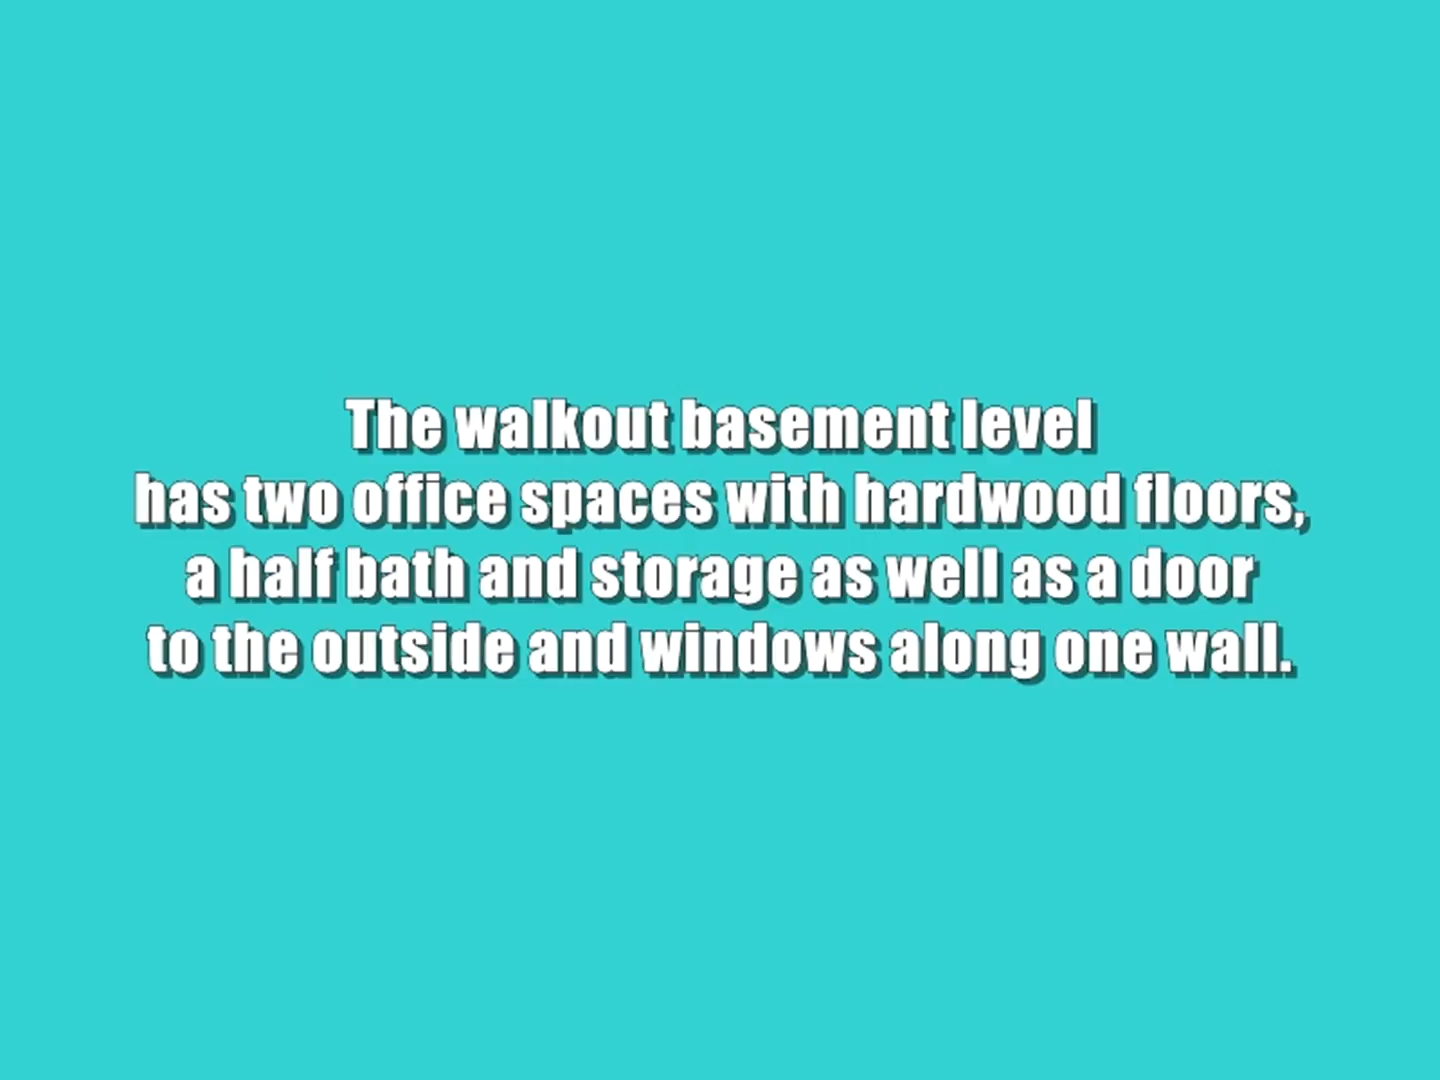 The walkout basement level
has two office spaces with hardwood floors,
a half bath and storage as well as a door
to the outside and windows along one wall.